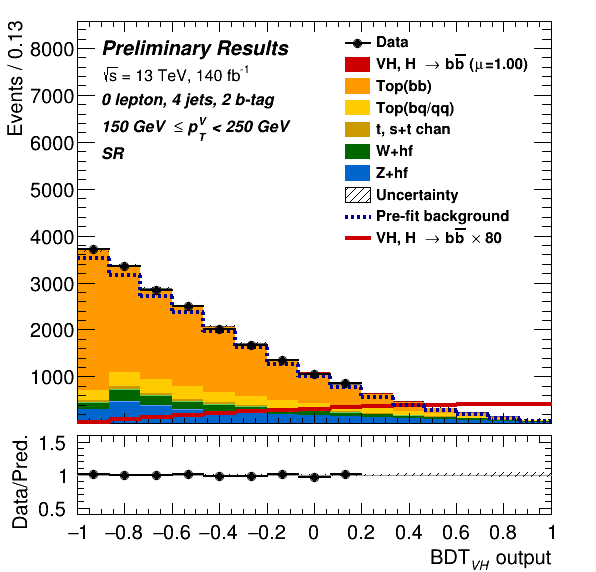 Events / 0.13
8000
7000
6000
5000
4000
3000
2000
1000
Preliminary Results
√s = 13 TeV, 140 fb⁻¹
0 lepton, 4 jets, 2 b-tag
150 GeV ≤ p_T^V < 250 GeV
SR
Data
VH, H → bb̅ (μ=1.00)
Top(bb)
Top(bq/qq)
t, s+t chan
W+hf
Z+hf
Uncertainty
Pre-fit background
VH, H → bb̅ × 80
Data/Pred.
1.5
1
0.5
−1 −0.8 −0.6 −0.4 −0.2 0 0.2 0.4 0.6 0.8 1
BDT_VH output